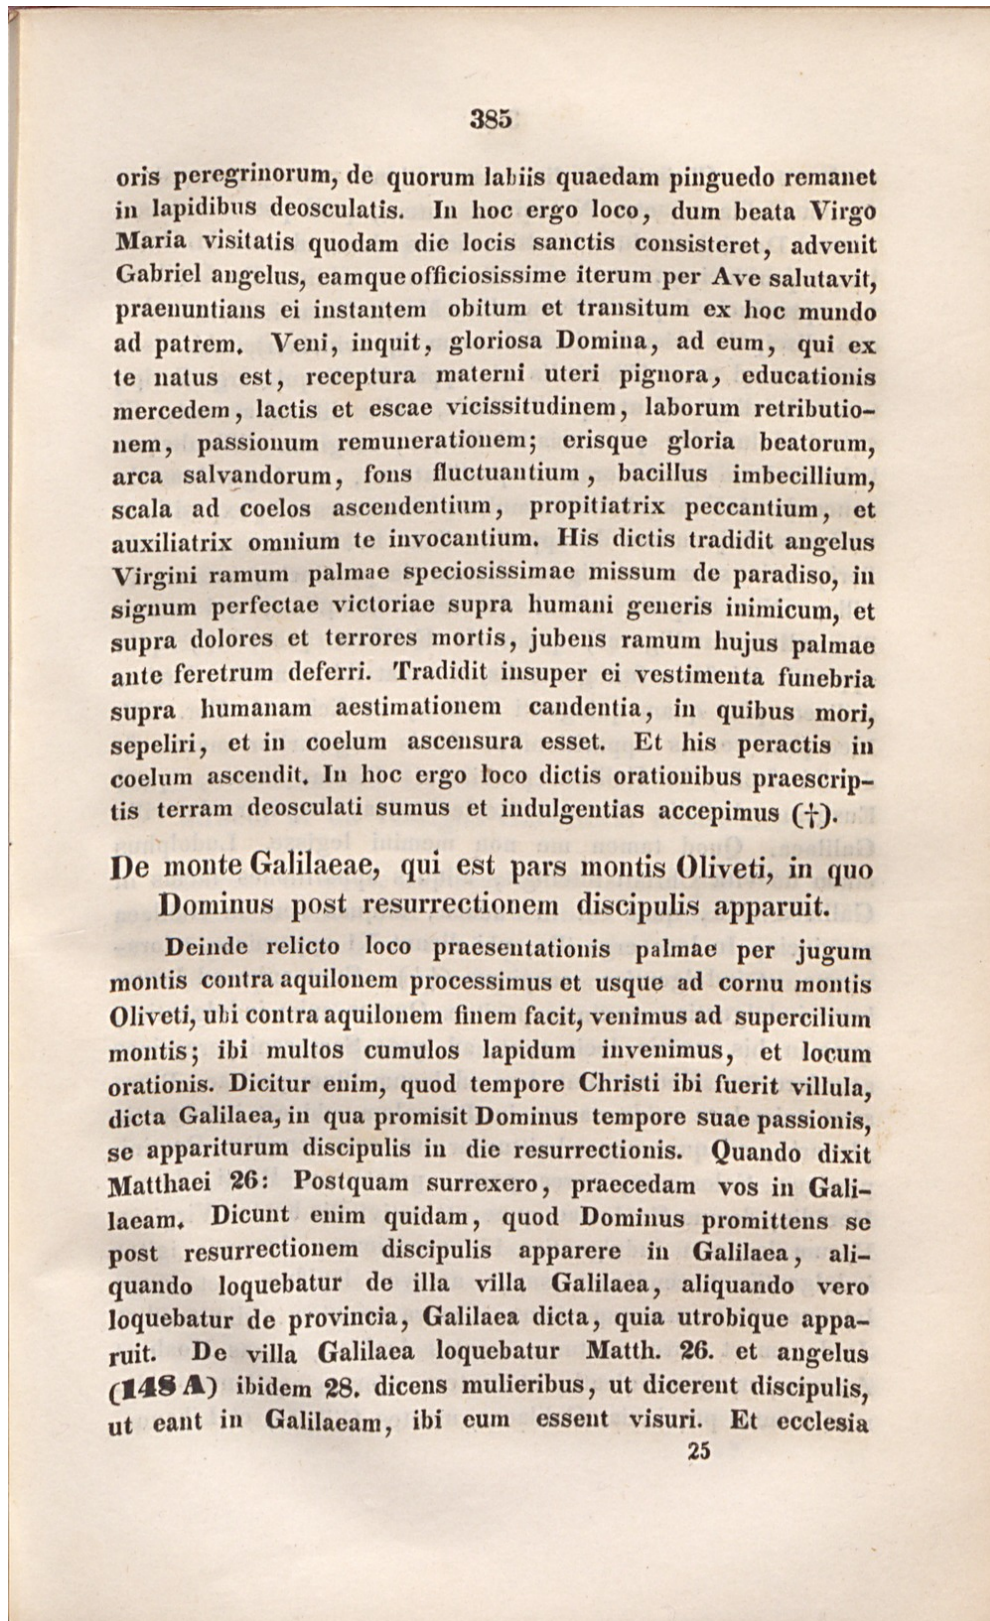 385
oris peregrinorum, de quorum labiis quaedam pinguedo remanet
in lapidibus deosculatis. In hoc ergo loco, dum beata Virgo
Maria visitatis quodam die locis sanctis consisteret, advenit
Gabriel angelus, eamque officiosissime iterum per Ave salutavit,
praenuntians ei instantem obitum et transitum ex hoc mundo
ad patrem. Veni, inquit, gloriosa Domina, ad eum, qui ex
te natus est, receptura materni uteri pignora, educationis
mercedem, lactis et escae vicissitudinem, laborum retributio-
nem, passionum remunerationem; erisque gloria beatorum,
arca salvandorum, fons fluctuantium, bacillus imbecillium,
scala ad coelos ascendentium, propitiatrix peccantium, et
auxiliatrix omnium te invocantium. His dictis tradidit angelus
Virgini ramum palmae speciosissimae missum de paradiso, in
signum perfectae victoriae supra humani generis inimicum, et
supra dolores et terrores mortis, jubens ramum hujus palmae
ante feretrum deferri. Tradidit insuper ei vestimenta funebria
supra humanam aestimationem candentia, in quibus mori,
sepeliri, et in coelum ascensura esset. Et his peractis in
coelum ascendit. In hoc ergo loco dictis orationibus praescrip-
tis terram deosculati sumus et indulgentias accepimus (†).
De monte Galilaeae, qui est pars montis Oliveti, in quo
Dominus post resurrectionem discipulis apparuit.
Deinde relicto loco praesentationis palmae per jugum
montis contra aquilonem processimus et usque ad cornu montis
Oliveti, ubi contra aquilonem finem facit, venimus ad supercilium
montis; ibi multos cumulos lapidum invenimus, et locum
orationis. Dicitur enim, quod tempore Christi ibi fuerit villula,
dicta Galilaea, in qua promisit Dominus tempore suae passionis,
se appariturum discipulis in die resurrectionis. Quando dixit
Matthaei 26: Postquam surrexero, praecedam vos in Gali-
laeam. Dicunt enim quidam, quod Dominus promittens se
post resurrectionem discipulis apparere in Galilaea, ali-
quando loquebatur de illa villa Galilaea, aliquando vero
loquebatur de provincia, Galilaea dicta, quia utrobique appa-
ruit. De villa Galilaea loquebatur Matth. 26. et angelus
(148 A) ibidem 28. dicens mulieribus, ut dicerent discipulis,
ut eant in Galilaeam, ibi eum essent visuri. Et ecclesia
25